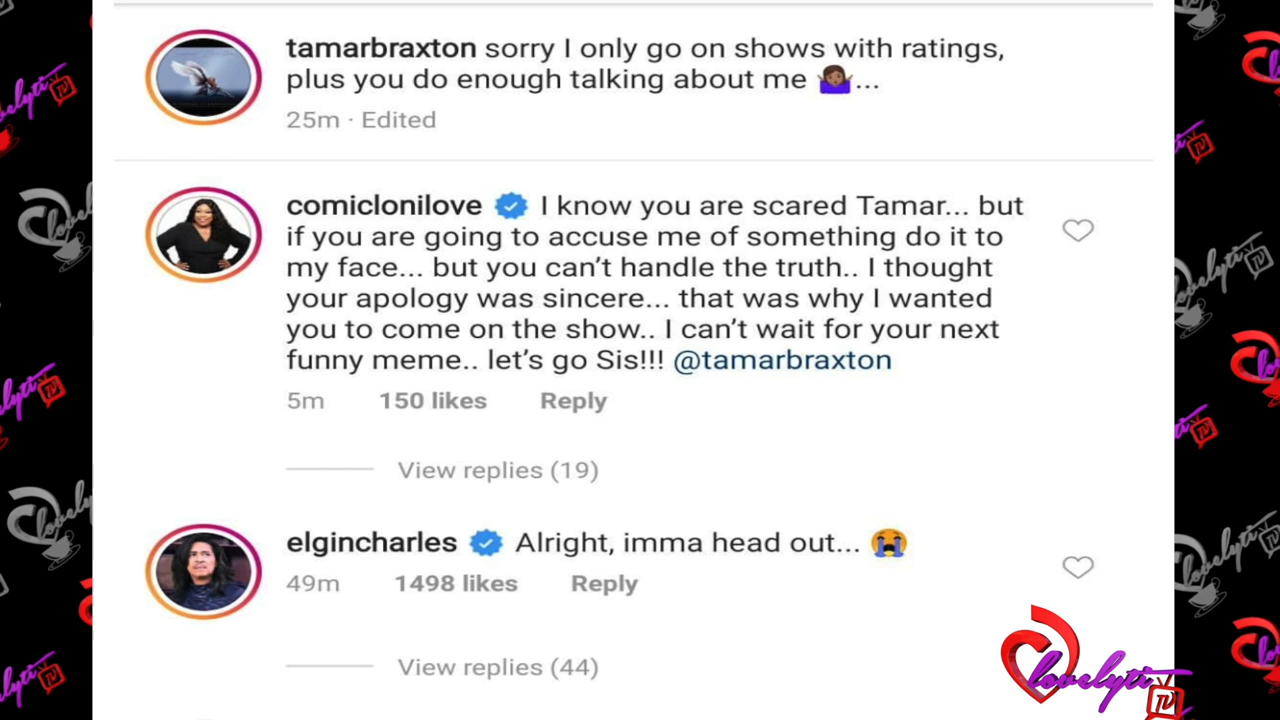 tamarbraxton sorry I only go on shows with ratings,
plus you do enough talking about me 🤷🏽‍♀️...
25m · Edited
comiclonilove I know you are scared Tamar... but
if you are going to accuse me of something do it to
my face... but you can’t handle the truth.. I thought
your apology was sincere... that was why I wanted
you to come on the show.. I can’t wait for your next
funny meme.. let’s go Sis!!! @tamarbraxton
5m 150 likes Reply
View replies (19)
elgincharles Alright, imma head out... 😭
49m 1498 likes Reply
View replies (44)
lovelyti TV